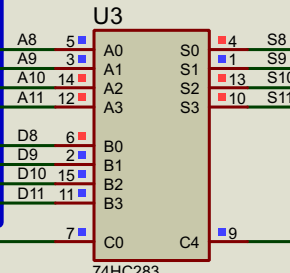 U3
A8 5 A0 S0 4 S8
A9 3 A1 S1 1 S9
A10 14 A2 S2 13 S10
A11 12 A3 S3 10 S11
D8 6 B0
D9 2 B1
D10 15 B2
D11 11 B3
7 C0 C4 9
74HC283